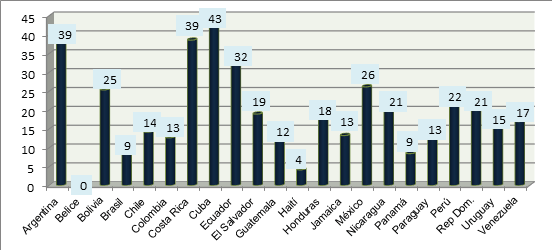 45
40
35
30
25
20
15
10
5
0
39
0
25
9
14
13
39
43
32
19
12
4
18
13
26
21
9
13
22
21
15
17
Argentina
Belice
Bolivia
Brasil
Chile
Colombia
Costa Rica
Cuba
Ecuador
El Salvador
Guatemala
Haití
Honduras
Jamaica
México
Nicaragua
Panamá
Paraguay
Perú
Rep Dom.
Uruguay
Venezuela